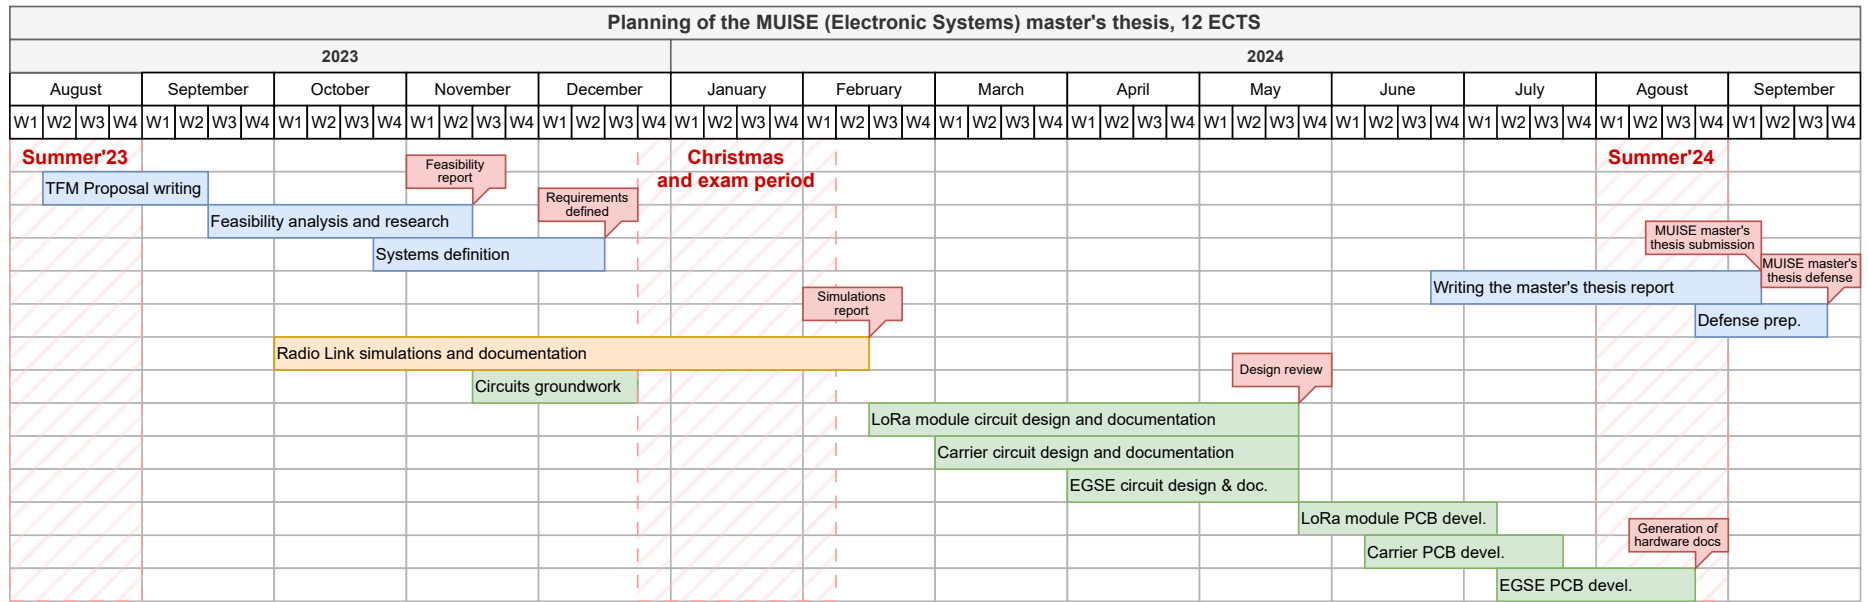 Planning of the MUISE (Electronic Systems) master's thesis, 12 ECTS
2023 2024
August September October November December January February March April May June July Agoust September
W1 W2 W3 W4 W1 W2 W3 W4 W1 W2 W3 W4 W1 W2 W3 W4 W1 W2 W3 W4 W1 W2 W3 W4 W1 W2 W3 W4 W1 W2 W3 W4 W1 W2 W3 W4 W1 W2 W3 W4 W1 W2 W3 W4 W1 W2 W3 W4 W1 W2 W3 W4 W1 W2 W3 W4
Summer'23
Christmas
and exam period
Summer'24
Feasibility
report
TFM Proposal writing
Requirements
defined
Feasibility analysis and research
MUISE master's
thesis submission
Systems definition
MUISE master's
thesis defense
Writing the master's thesis report
Simulations
report
Defense prep.
Radio Link simulations and documentation
Design review
Circuits groundwork
LoRa module circuit design and documentation
Carrier circuit design and documentation
EGSE circuit design & doc.
LoRa module PCB devel.
Generation of
hardware docs
Carrier PCB devel.
EGSE PCB devel.